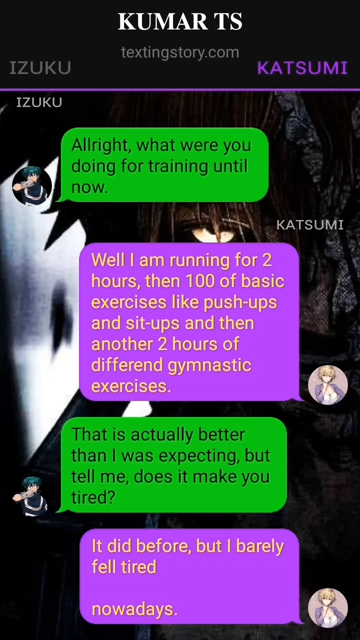 KUMAR TS
textingstory.com
IZUKU
KATSUMI
IZUKU
Allright, what were you
doing for training until
now.
KATSUMI
Well I am running for 2
hours, then 100 of basic
exercises like push-ups
and sit-ups and then
another 2 hours of
differend gymnastic
exercises.
That is actually better
than I was expecting, but
tell me, does it make you
tired?
It did before, but I barely
fell tired
nowadays.